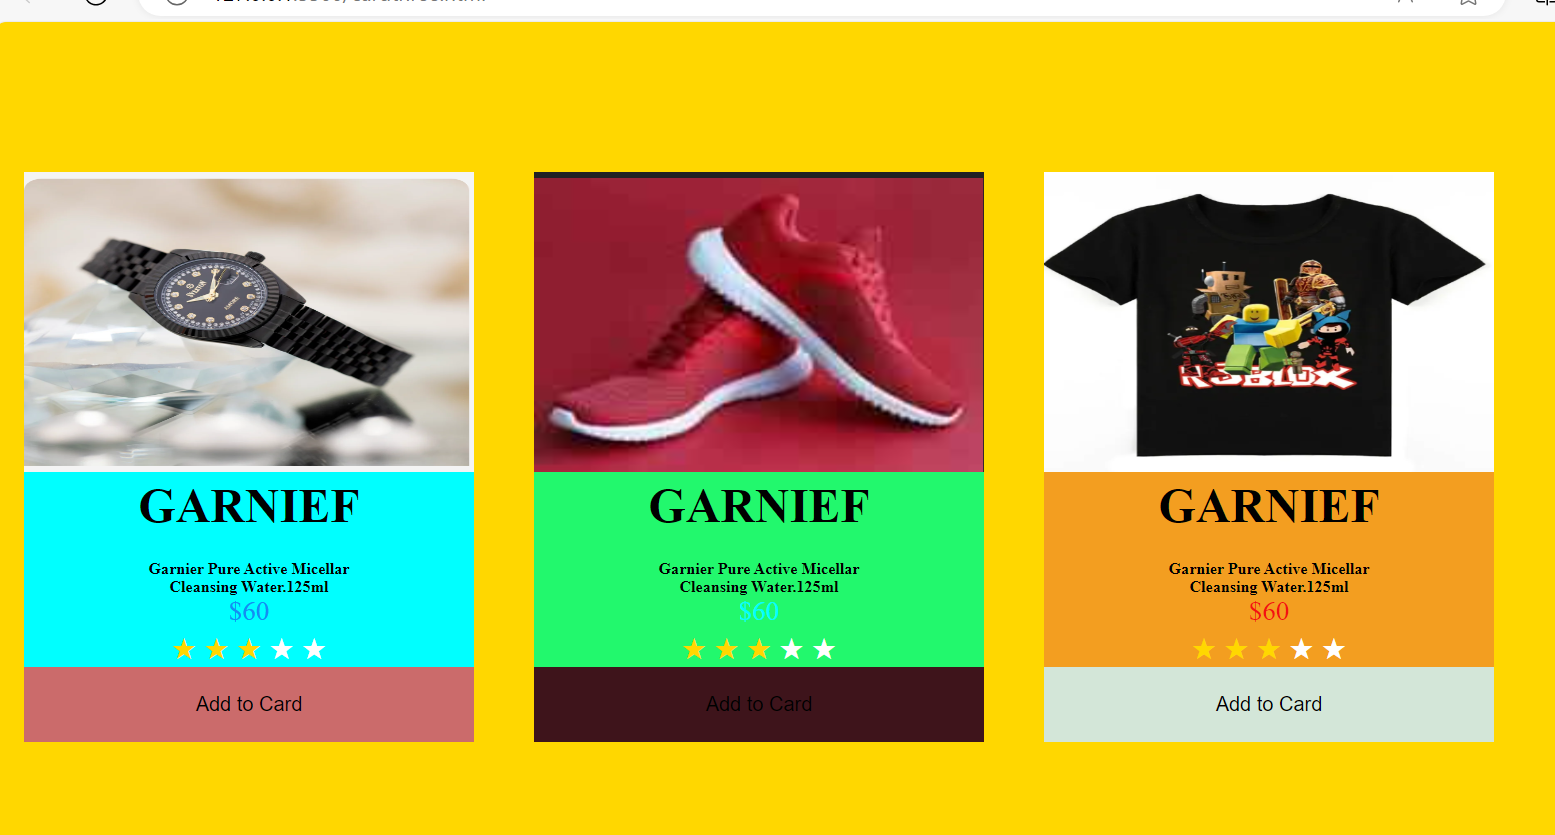 GARNIEF
Garnier Pure Active Micellar
Cleansing Water.125ml
$60
★ ★ ★ ★ ★
Add to Card
GARNIEF
Garnier Pure Active Micellar
Cleansing Water.125ml
$60
★ ★ ★ ★ ★
Add to Card
ROBLOX
GARNIEF
Garnier Pure Active Micellar
Cleansing Water.125ml
$60
★ ★ ★ ★ ★
Add to Card